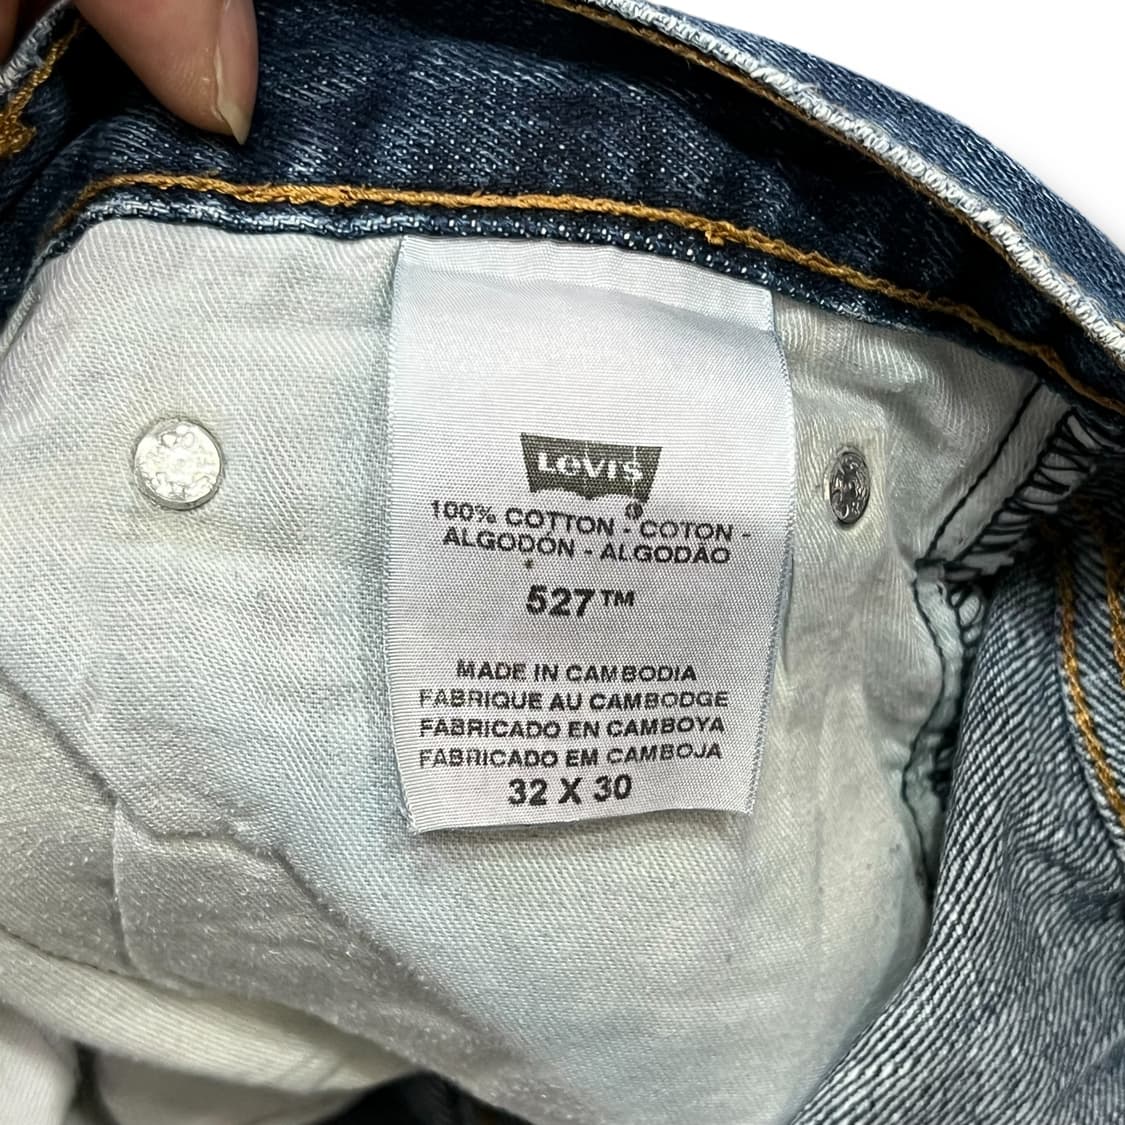 LEVI'S
100% COTTON - COTON -
ALGODÓN - ALGODÃO
527™
MADE IN CAMBODIA
FABRIQUE AU CAMBODGE
FABRICADO EN CAMBOYA
FABRICADO EM CAMBOJA
32 X 30